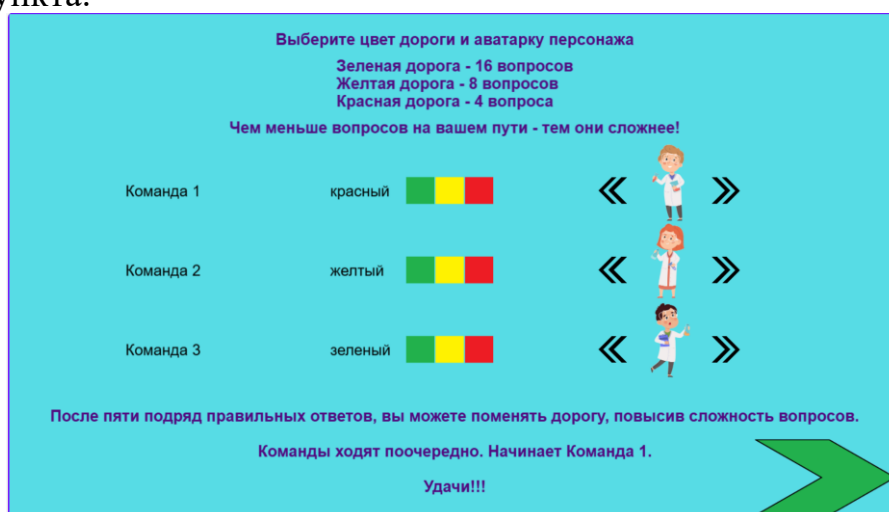 Выберите цвет дороги и аватарку персонажа
Зеленая дорога - 16 вопросов
Желтая дорога - 8 вопросов
Красная дорога - 4 вопроса
Чем меньше вопросов на вашем пути - тем они сложнее!
Команда 1 красный
Команда 2 желтый
Команда 3 зеленый
После пяти подряд правильных ответов, вы можете поменять дорогу, повысив сложность вопросов.
Команды ходят поочередно. Начинает Команда 1.
Удачи!!!